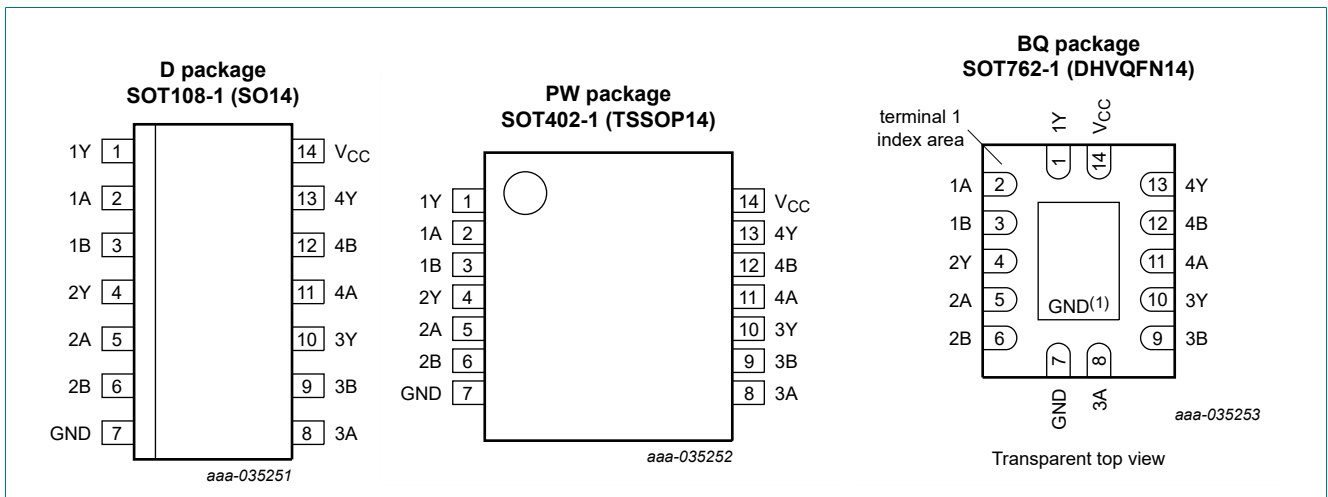 D package
SOT108-1 (SO14)
1Y 1 14 VCC
1A 2 13 4Y
1B 3 12 4B
2Y 4 11 4A
2A 5 10 3Y
2B 6 9 3B
GND 7 8 3A
aaa-035251
PW package
SOT402-1 (TSSOP14)
1Y 1 14 VCC
1A 2 13 4Y
1B 3 12 4B
2Y 4 11 4A
2A 5 10 3Y
2B 6 9 3B
GND 7 8 3A
aaa-035252
BQ package
SOT762-1 (DHVQFN14)
terminal 1
index area
1Y VCC
1 14
1A 2 13 4Y
1B 3 12 4B
2Y 4 11 4A
2A 5 10 3Y
GND(1)
2B 6 9 3B
7 8
GND 3A
aaa-035253
Transparent top view